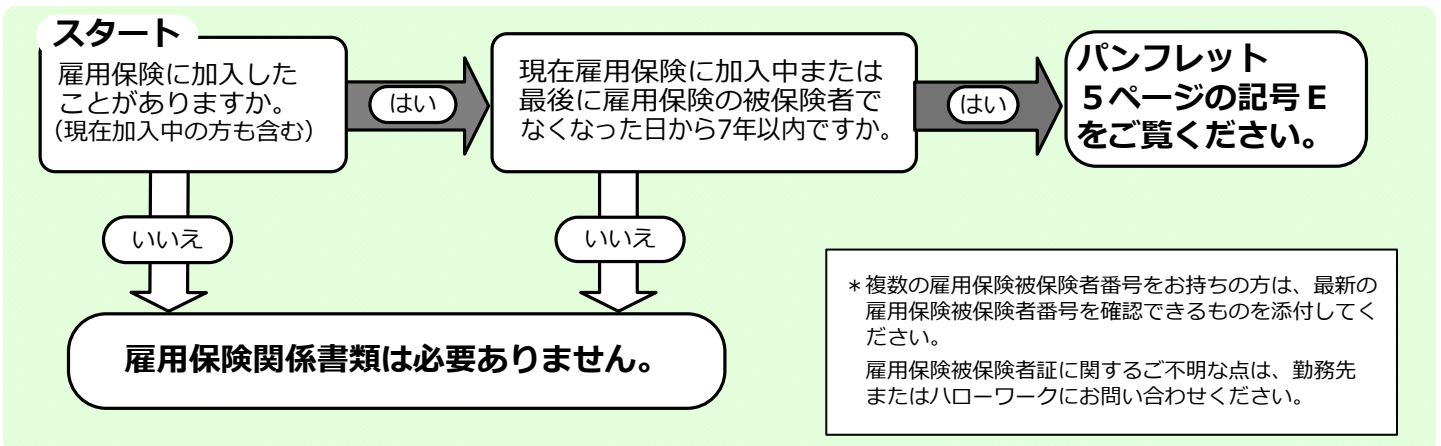 スタート
雇用保険に加入した
ことがありますか。
(現在加入中の方も含む)
はい
現在雇用保険に加入中または
最後に雇用保険の被保険者で
なくなった日から7年以内ですか。
はい
パンフレット
5ページの記号E
をご覧ください。
いいえ
いいえ
雇用保険関係書類は必要ありません。
*複数の雇用保険被保険者番号をお持ちの方は、最新の
雇用保険被保険者番号を確認できるものを添付してく
ださい。
雇用保険被保険者証に関するご不明な点は、勤務先
またはハローワークにお問い合わせください。